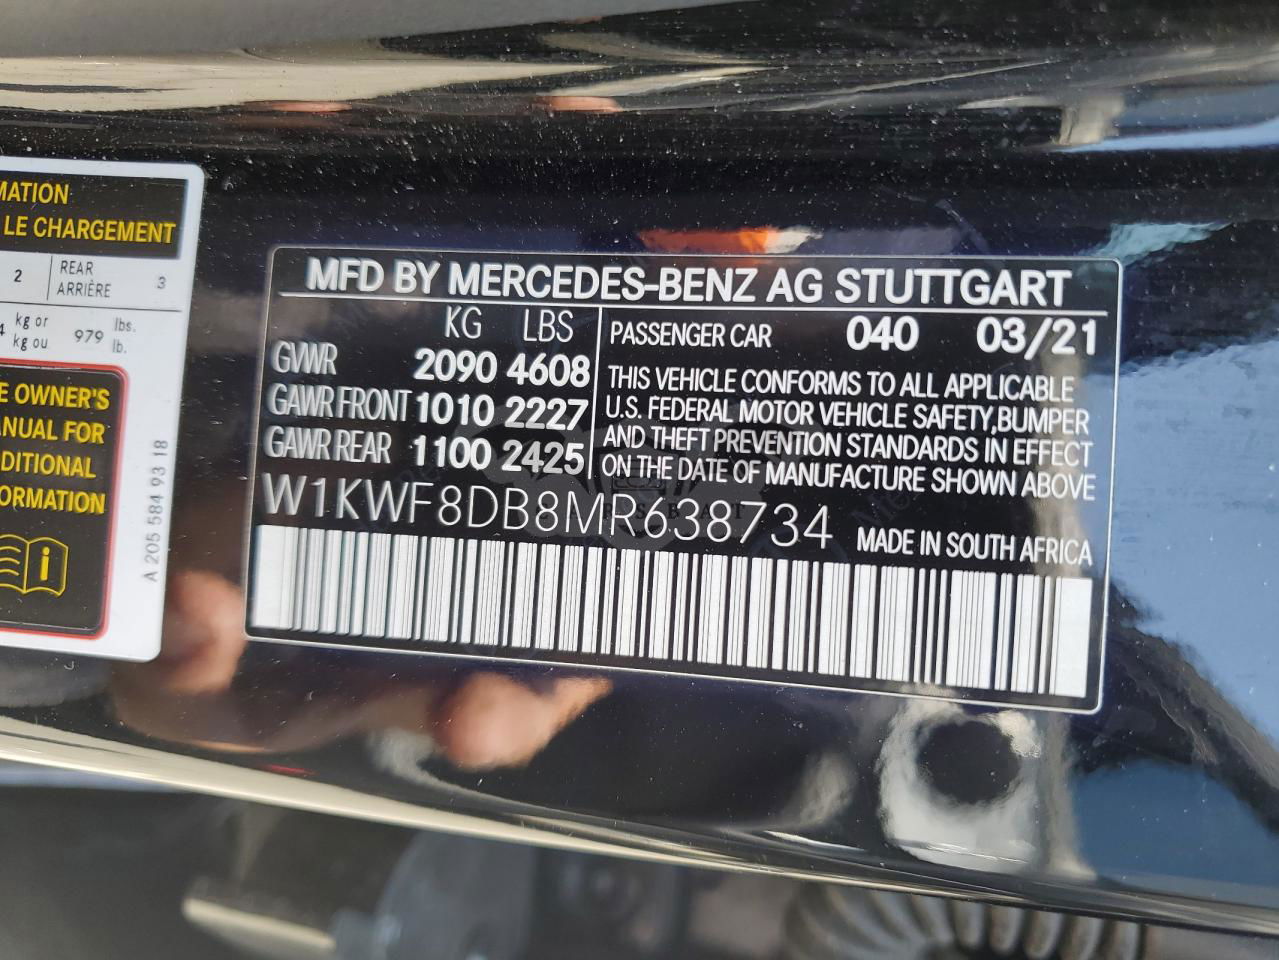 MATION
LE CHARGEMENT
2 REAR ARRIÈRE 3
kg or kg ou 979 lbs. lb.
E OWNER'S
ANUAL FOR
DITIONAL
FORMATION
A 205 584 93 18
MFD BY MERCEDES-BENZ AG STUTTGART
KG LBS
GVWR 2090 4608
GAWR FRONT 1010 2227
GAWR REAR 1100 2425
PASSENGER CAR 040 03/21
THIS VEHICLE CONFORMS TO ALL APPLICABLE
U.S. FEDERAL MOTOR VEHICLE SAFETY,BUMPER
AND THEFT PREVENTION STANDARDS IN EFFECT
ON THE DATE OF MANUFACTURE SHOWN ABOVE
W1KWF8DB8MR638734
MADE IN SOUTH AFRICA